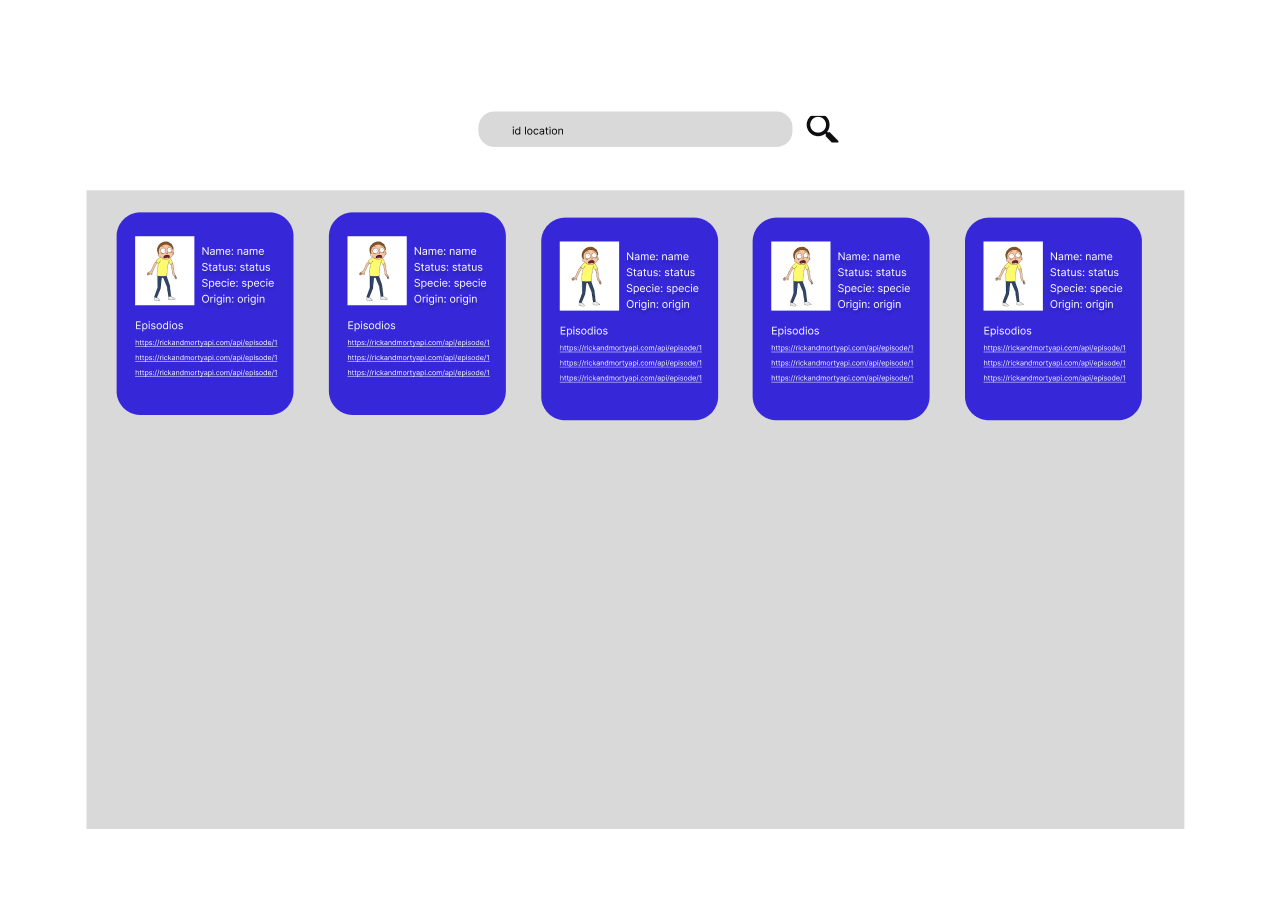 id location
Name: name
Status: status
Specie: specie
Origin: origin
Episodios
https://rickandmortyapi.com/api/episode/1
https://rickandmortyapi.com/api/episode/1
https://rickandmortyapi.com/api/episode/1
Name: name
Status: status
Specie: specie
Origin: origin
Episodios
https://rickandmortyapi.com/api/episode/1
https://rickandmortyapi.com/api/episode/1
https://rickandmortyapi.com/api/episode/1
Name: name
Status: status
Specie: specie
Origin: origin
Episodios
https://rickandmortyapi.com/api/episode/1
https://rickandmortyapi.com/api/episode/1
https://rickandmortyapi.com/api/episode/1
Name: name
Status: status
Specie: specie
Origin: origin
Episodios
https://rickandmortyapi.com/api/episode/1
https://rickandmortyapi.com/api/episode/1
https://rickandmortyapi.com/api/episode/1
Name: name
Status: status
Specie: specie
Origin: origin
Episodios
https://rickandmortyapi.com/api/episode/1
https://rickandmortyapi.com/api/episode/1
https://rickandmortyapi.com/api/episode/1